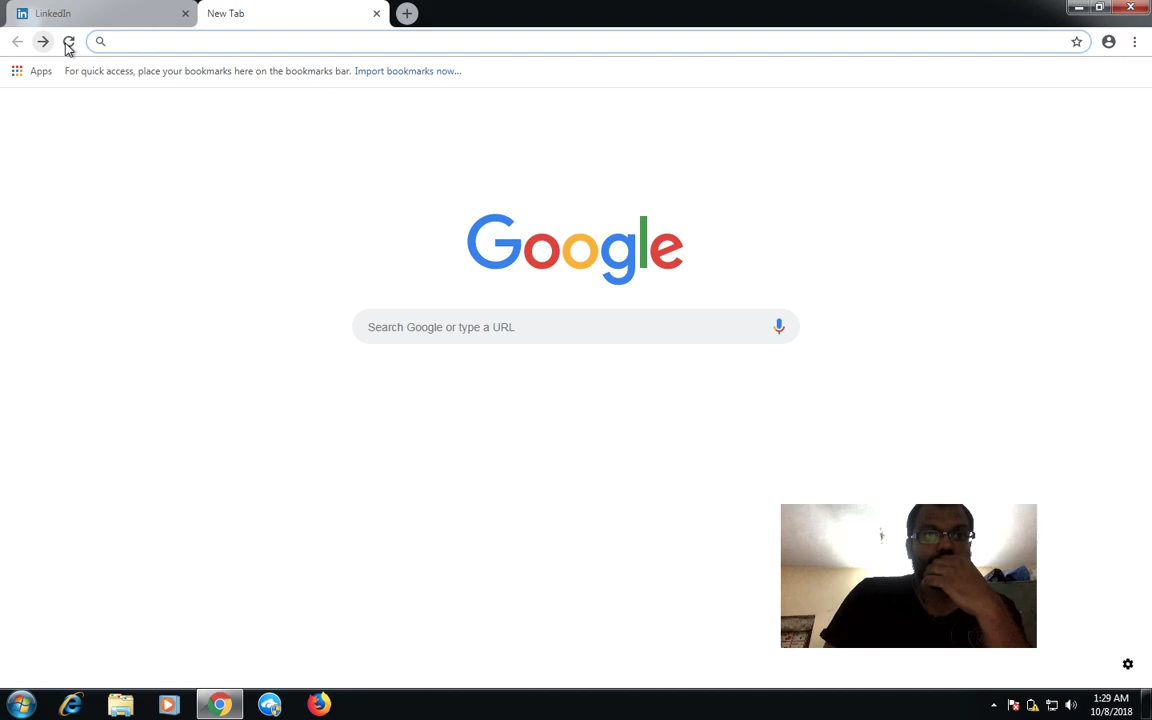 LinkedIn
New Tab
Apps
For quick access, place your bookmarks here on the bookmarks bar. Import bookmarks now...
Google
Search Google or type a URL
1:29 AM
10/8/2018